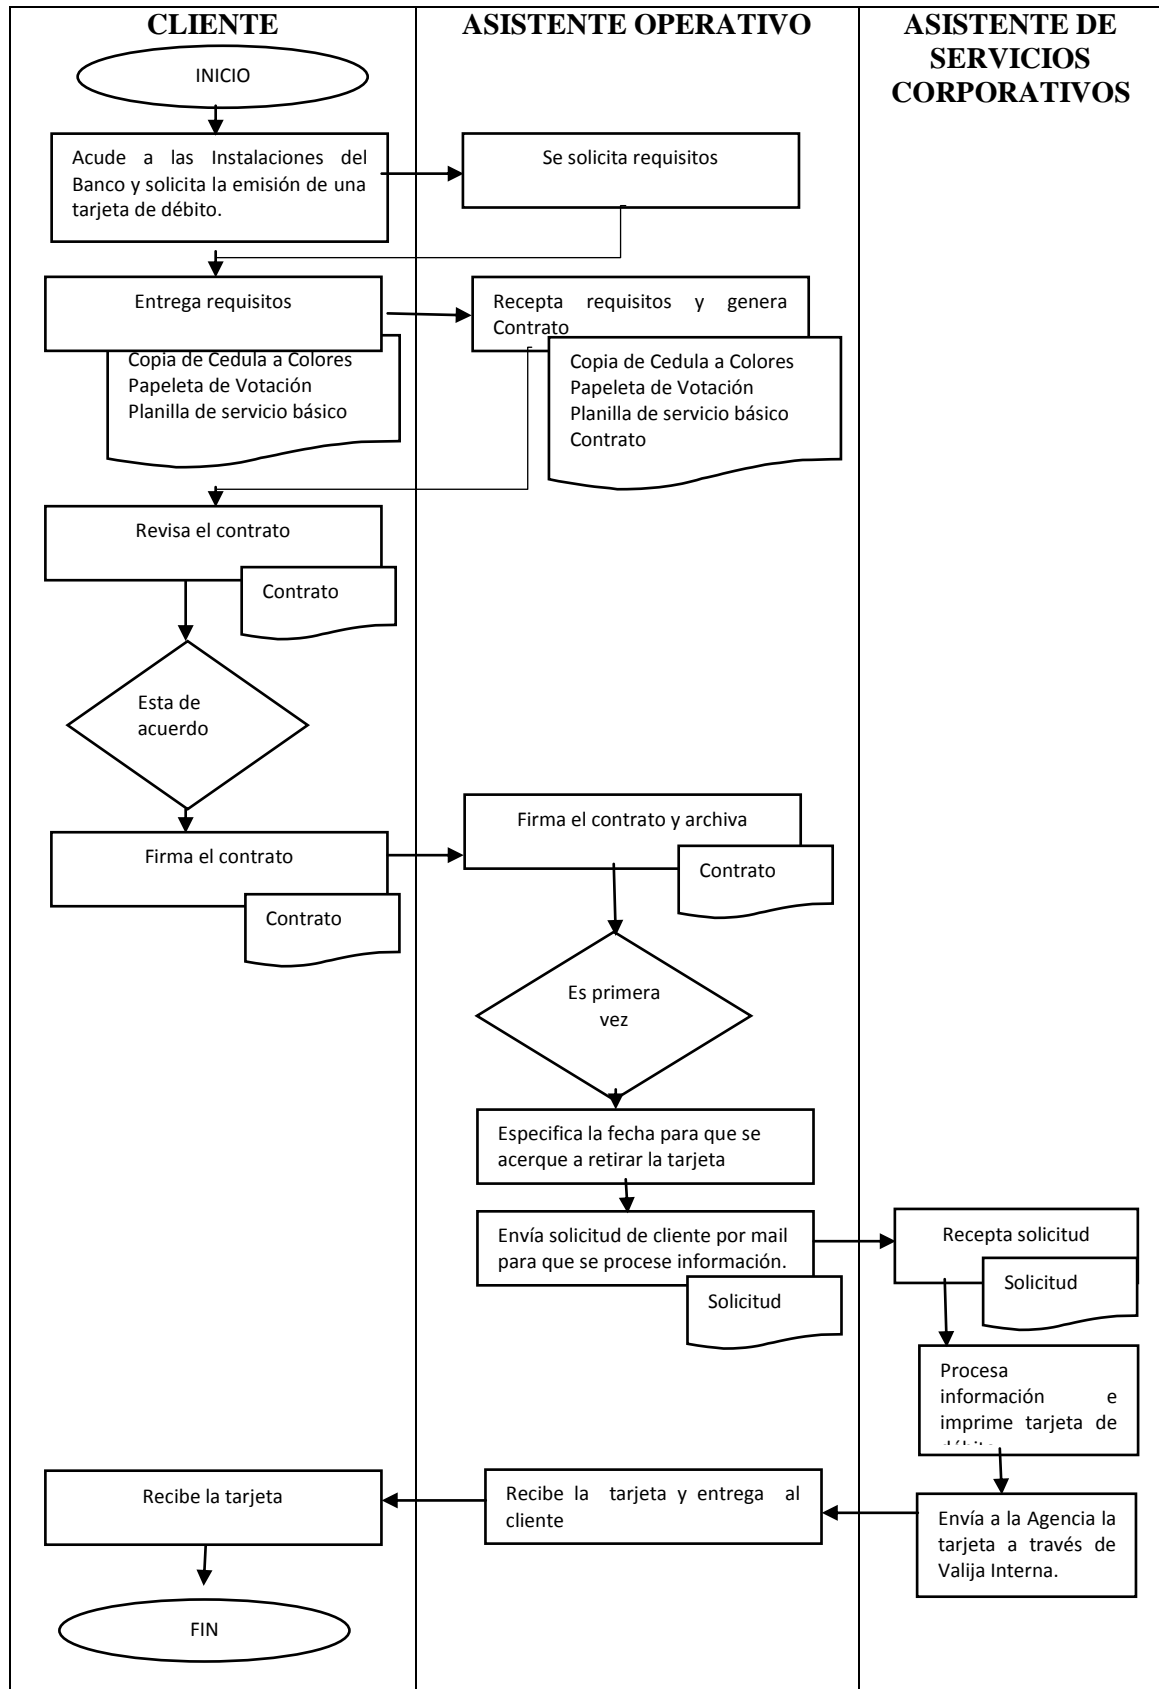 CLIENTE
ASISTENTE OPERATIVO
ASISTENTE DE
SERVICIOS
CORPORATIVOS
INICIO
Acude a las Instalaciones del
Banco y solicita la emisión de una
tarjeta de débito.
Se solicita requisitos
Entrega requisitos
Copia de Cedula a Colores
Papeleta de Votación
Planilla de servicio básico
Recepta requisitos y genera
Contrato
Copia de Cedula a Colores
Papeleta de Votación
Planilla de servicio básico
Contrato
Revisa el contrato
Contrato
Esta de
acuerdo
Firma el contrato
Contrato
Firma el contrato y archiva
Contrato
Es primera
vez
Especifica la fecha para que se
acerque a retirar la tarjeta
Envía solicitud de cliente por mail
para que se procese información.
Solicitud
Recepta solicitud
Solicitud
Procesa
información e
imprime tarjeta de
Envía a la Agencia la
tarjeta a través de
Valija Interna.
Recibe la tarjeta y entrega al
cliente
Recibe la tarjeta
FIN